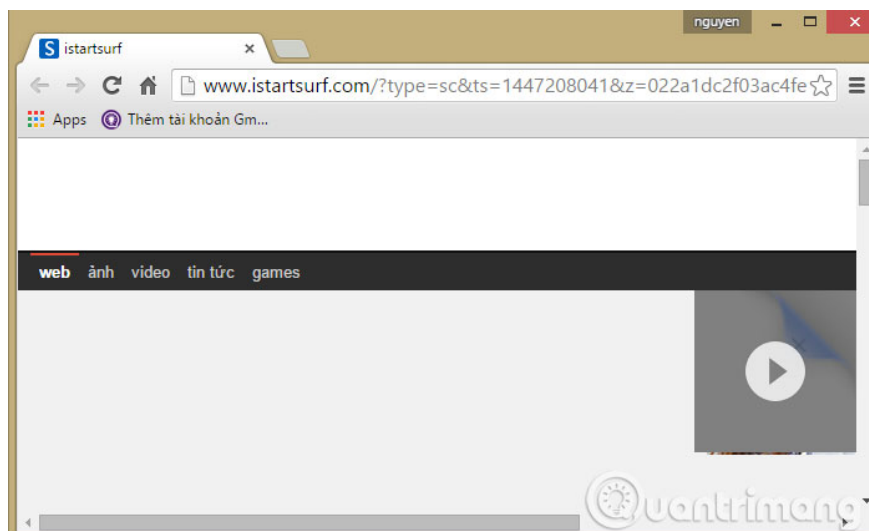 nguyen
S istartsurf
www.istartsurf.com/?type=sc&ts=1447208041&z=022a1dc2f03ac4fe
Apps Thêm tài khoản Gm...
web ảnh video tin tức games
Quantrimang